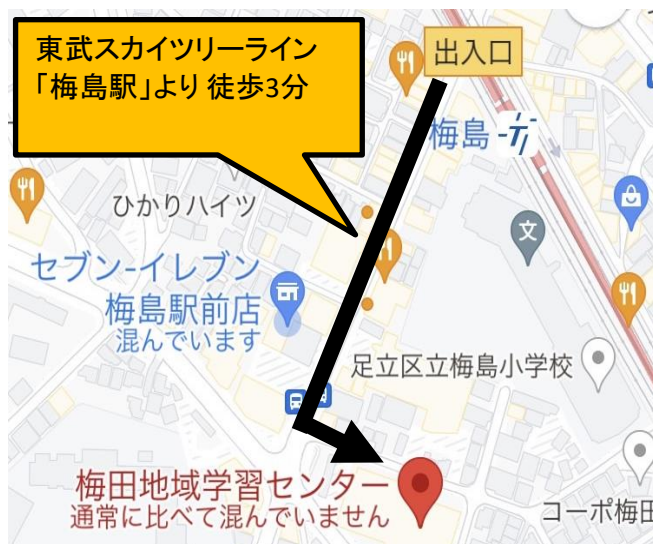 東武スカイツリーライン
「梅島駅」より 徒歩3分
出入口
梅島
ひかりハイツ
文
セブン-イレブン
梅島駅前店
混んでいます
足立区立梅島小学校
梅田地域学習センター
通常に比べて混んでいません
コーポ梅田